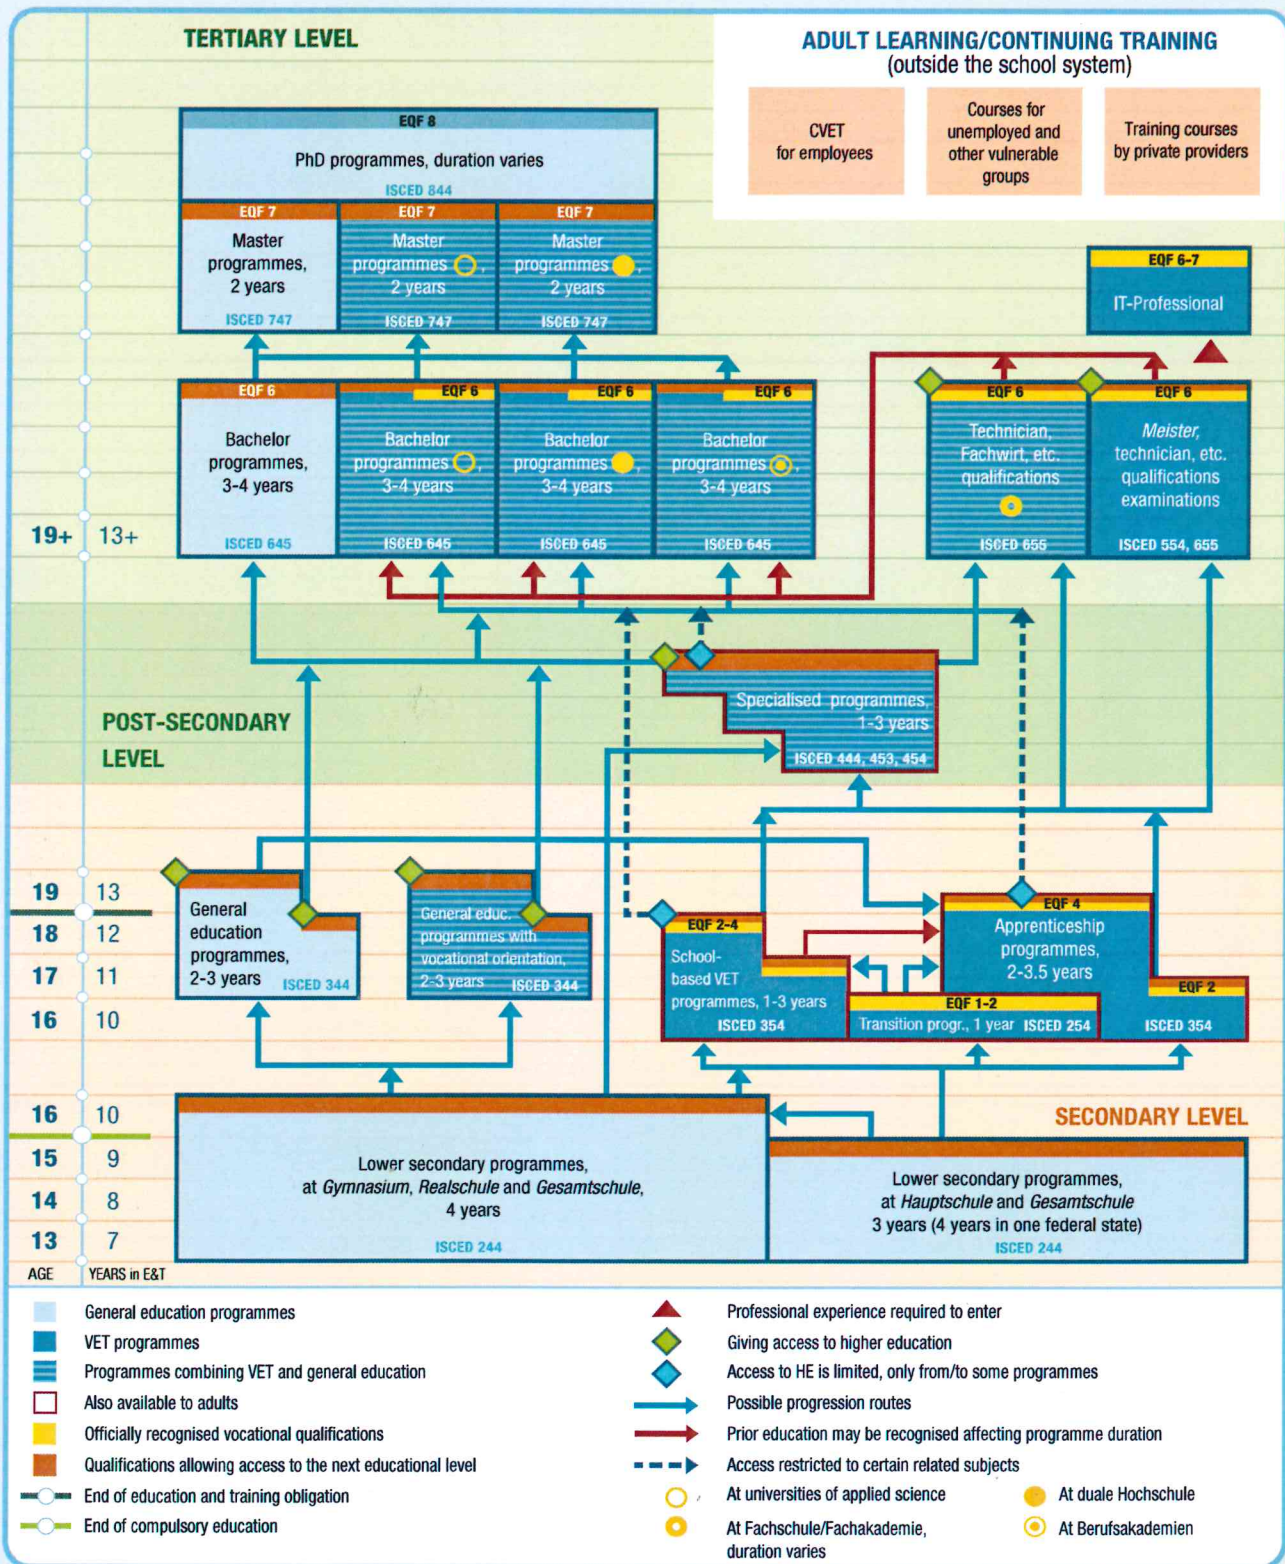 TERTIARY LEVEL
ADULT LEARNING/CONTINUING TRAINING
(outside the school system)
CVET
for employees
Courses for
unemployed and
other vulnerable
groups
Training courses
by private providers
EQF 8
PhD programmes, duration varies
ISCED 844
EQF 7
Master
programmes,
2 years
ISCED 747
EQF 7
Master
programmes ,
2 years
ISCED 747
EQF 7
Master
programmes ,
2 years
ISCED 747
EQF 6-7
IT-Professional
EQF 6
Bachelor
programmes,
3-4 years
ISCED 645
EQF 6
Bachelor
programmes ,
3-4 years
ISCED 645
EQF 6
Bachelor
programmes ,
3-4 years
ISCED 645
EQF 6
Bachelor
programmes ,
3-4 years
ISCED 645
EQF 6
Technician,
Fachwirt, etc.
qualifications
ISCED 655
EQF 6
Meister,
technician, etc.
qualifications
examinations
ISCED 554, 655
19+ 13+
POST-SECONDARY
LEVEL
Specialised programmes,
1-3 years
ISCED 444, 453, 454
19 13
18 12
17 11
16 10
General
education
programmes,
2-3 years
ISCED 344
General educ.
programmes with
vocational orientation,
2-3 years
ISCED 344
EQF 2-4
School-
based VET
programmes, 1-3 years
ISCED 354
EQF 4
Apprenticeship
programmes,
2-3.5 years
EQF 1-2
Transition progr., 1 year ISCED 254
EQF 2
ISCED 354
SECONDARY LEVEL
16 10
15 9
14 8
13 7
AGE YEARS in E&T
Lower secondary programmes,
at Gymnasium, Realschule and Gesamtschule,
4 years
ISCED 244
Lower secondary programmes,
at Hauptschule and Gesamtschule
3 years (4 years in one federal state)
ISCED 244
General education programmes
VET programmes
Programmes combining VET and general education
Also available to adults
Officially recognised vocational qualifications
Qualifications allowing access to the next educational level
End of education and training obligation
End of compulsory education
Professional experience required to enter
Giving access to higher education
Access to HE is limited, only from/to some programmes
Possible progression routes
Prior education may be recognised affecting programme duration
Access restricted to certain related subjects
At universities of applied science
At duale Hochschule
At Fachschule/Fachakademie,
duration varies
At Berufsakademien